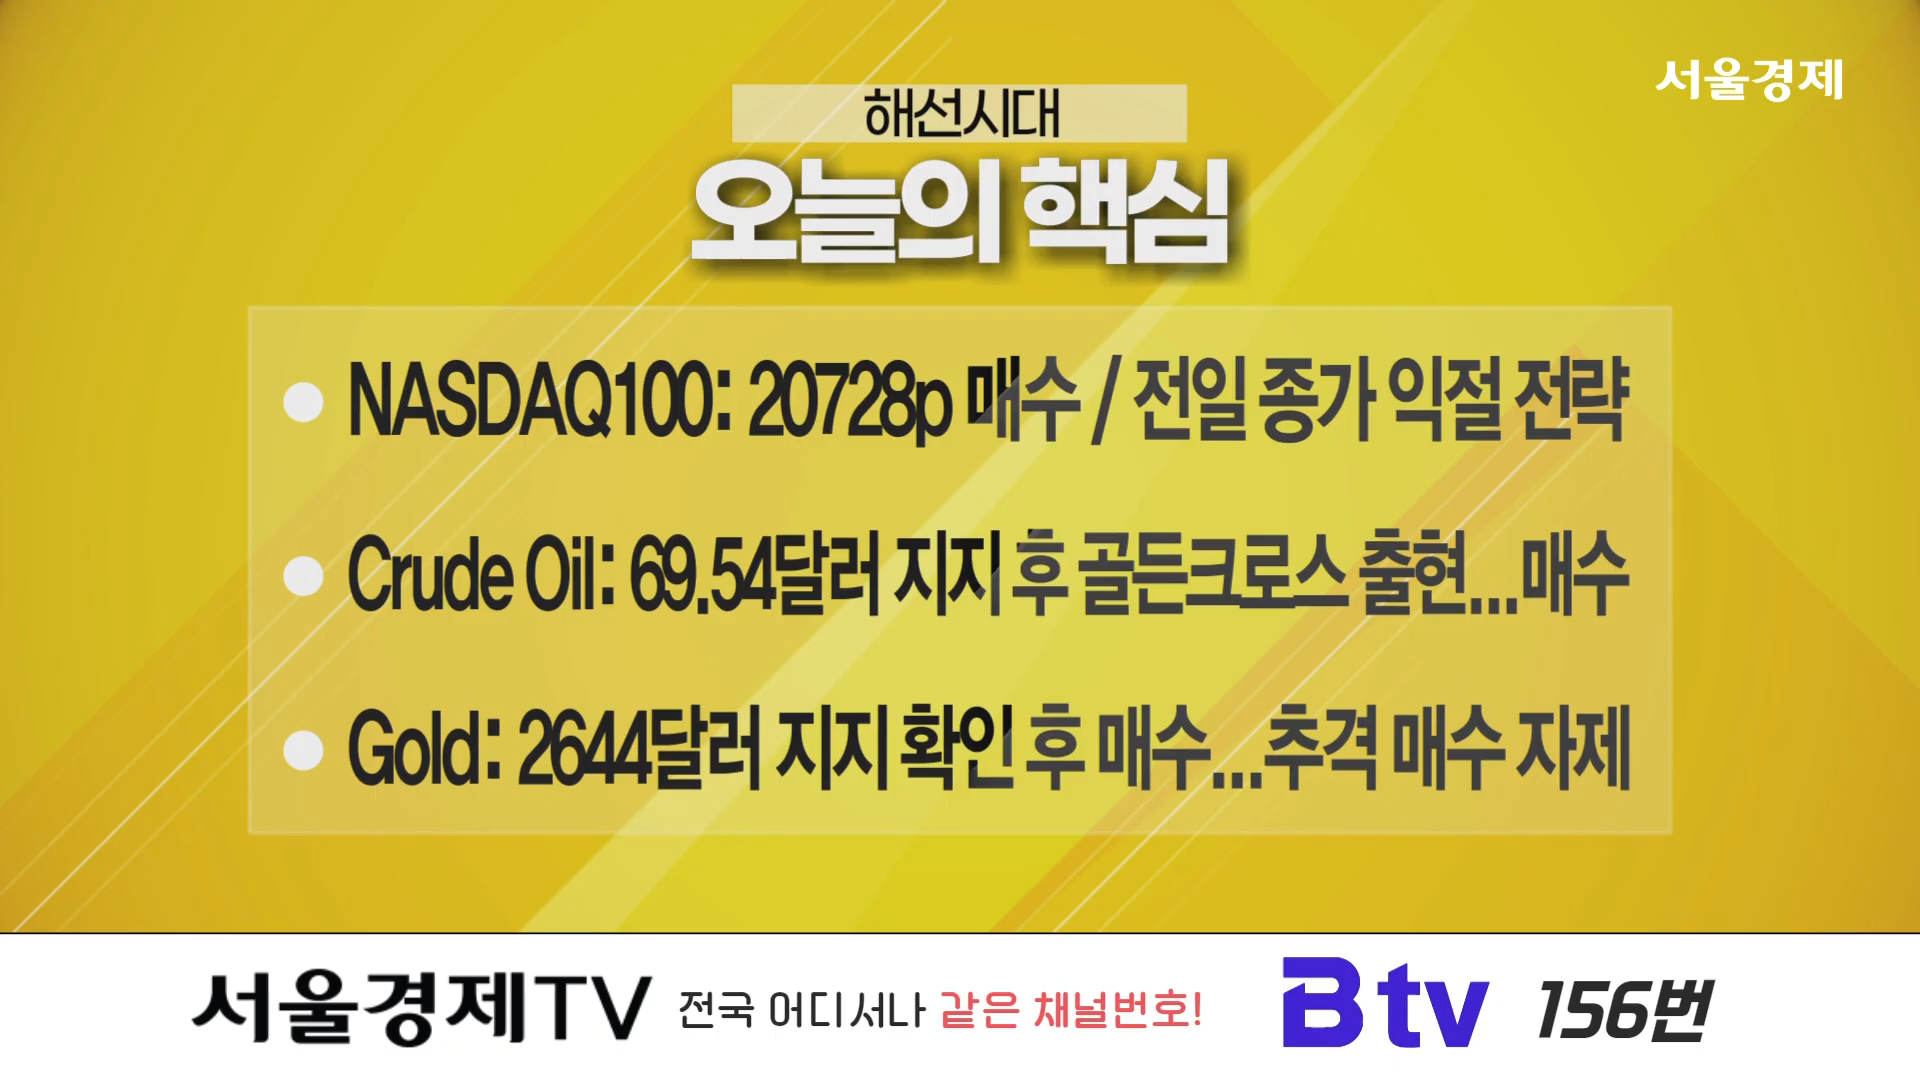 서울경제
해선시대
오늘의 핵심
NASDAQ100: 20728p 매수 / 전일 종가 익절 전략
Crude Oil: 69.54달러 지지 후 골든크로스 출현...매수
Gold: 2644달러 지지 확인 후 매수...추격 매수 자제
서울경제TV 전국 어디서나 같은 채널번호! B tv 156번